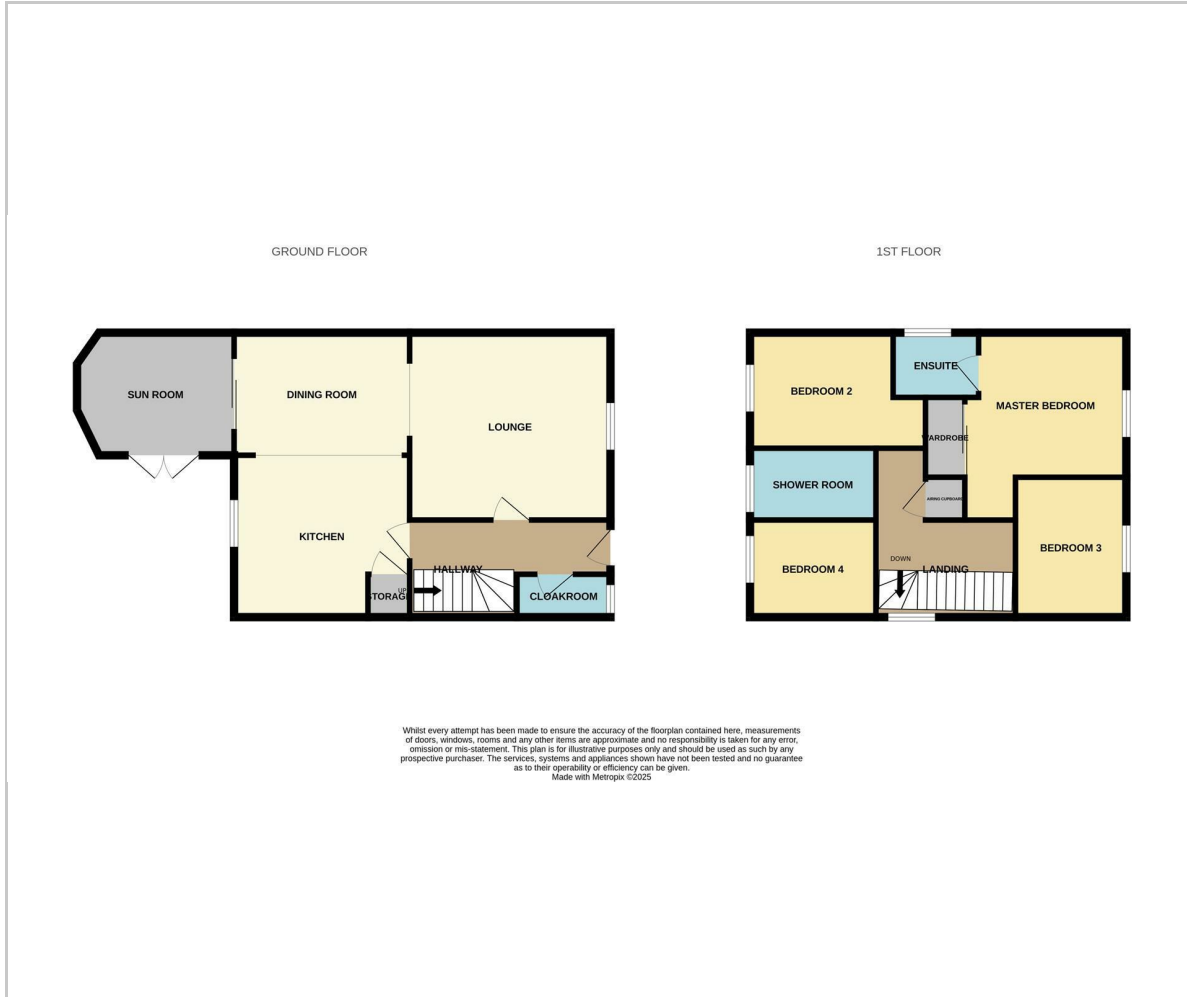 GROUND FLOOR
1ST FLOOR
SUN ROOM
DINING ROOM
LOUNGE
KITCHEN
HALLWAY
STORAGE
UP
CLOAKROOM
ENSUITE
BEDROOM 2
MASTER BEDROOM
WARDROBE
SHOWER ROOM
AIRING CUPBOARD
BEDROOM 3
BEDROOM 4
DOWN
LANDING
Whilst every attempt has been made to ensure the accuracy of the floorplan contained here, measurements
of doors, windows, rooms and any other items are approximate and no responsibility is taken for any error,
omission or mis-statement. This plan is for illustrative purposes only and should be used as such by any
prospective purchaser. The services, systems and appliances shown have not been tested and no guarantee
as to their operability or efficiency can be given.
Made with Metropix ©2025